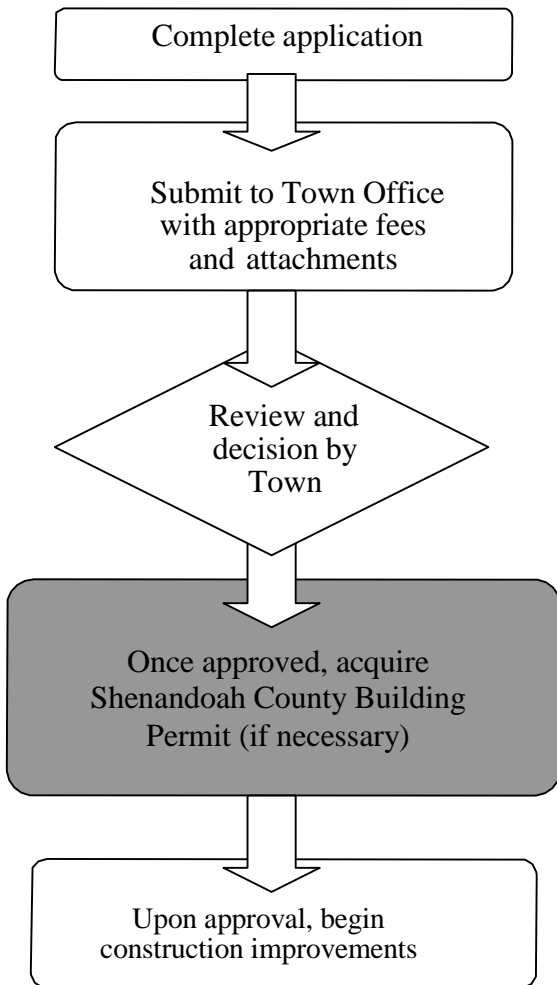 Complete application
Submit to Town Office
with appropriate fees
and attachments
Review and
decision by
Town
Once approved, acquire
Shenandoah County Building
Permit (if necessary)
Upon approval, begin
construction improvements